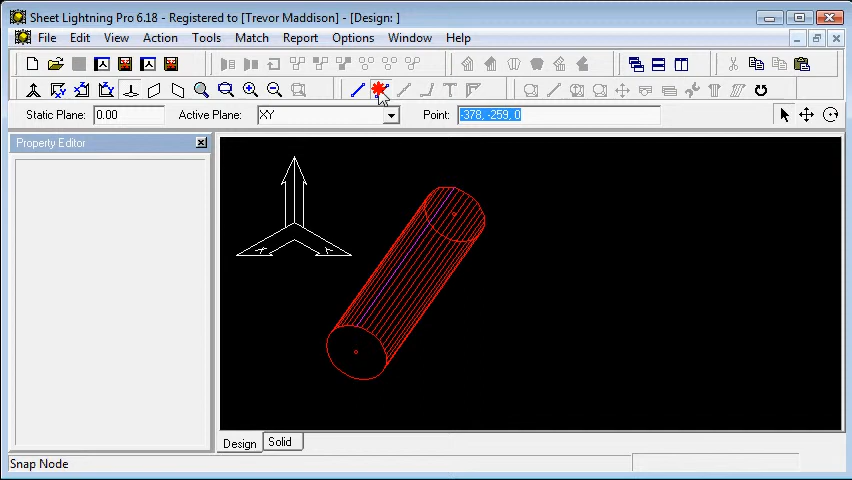 Sheet Lightning Pro 6.18 - Registered to [Trevor Maddison] - [Design: ]
File Edit View Action Tools Match Report Options Window Help
Static Plane: 0.00 Active Plane: XY Point: -378, -259, 0
Property Editor
X Y
Design Solid
Snap Node